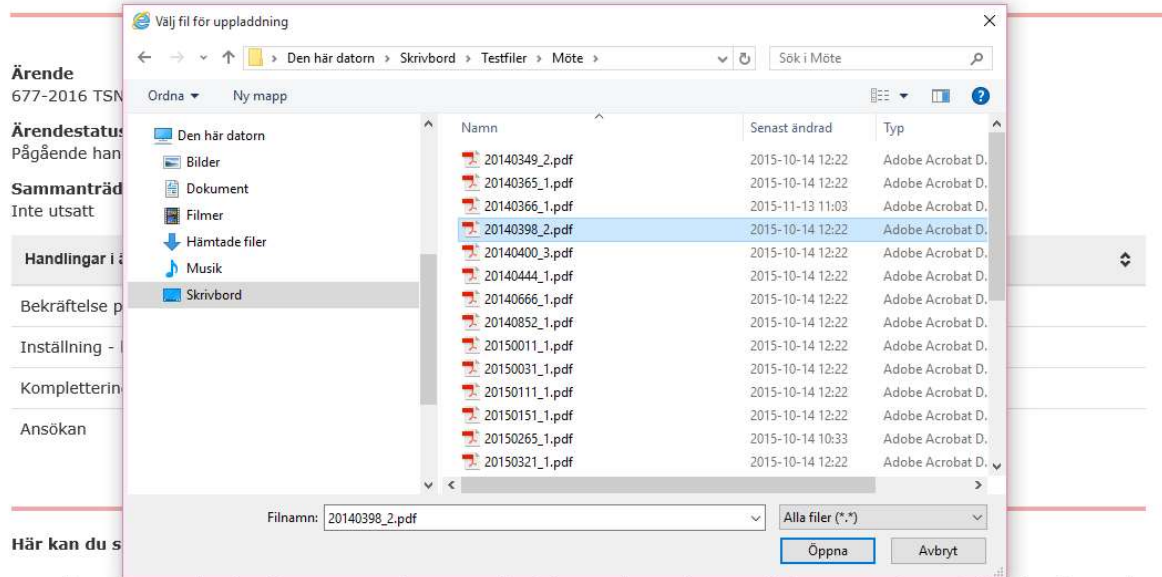 Välj fil för uppladdning
Den här datorn > Skrivbord > Testfiler > Möte >
Sök i Möte
Ordna
Ny mapp
Den här datorn
Bilder
Dokument
Filmer
Hämtade filer
Musik
Skrivbord
Namn Senast ändrad Typ
20140349_2.pdf 2015-10-14 12:22 Adobe Acrobat D.
20140365_1.pdf 2015-10-14 12:22 Adobe Acrobat D.
20140366_1.pdf 2015-11-13 11:03 Adobe Acrobat D.
20140398_2.pdf 2015-10-14 12:22 Adobe Acrobat D.
20140400_3.pdf 2015-10-14 12:22 Adobe Acrobat D.
20140444_1.pdf 2015-10-14 12:22 Adobe Acrobat D.
20140666_1.pdf 2015-10-14 12:22 Adobe Acrobat D.
20140852_1.pdf 2015-10-14 12:22 Adobe Acrobat D.
20150011_1.pdf 2015-10-14 12:22 Adobe Acrobat D.
20150031_1.pdf 2015-10-14 12:22 Adobe Acrobat D.
20150111_1.pdf 2015-10-14 12:22 Adobe Acrobat D.
20150151_1.pdf 2015-10-14 12:22 Adobe Acrobat D.
20150265_1.pdf 2015-10-14 10:33 Adobe Acrobat D.
20150321_1.pdf 2015-10-14 12:22 Adobe Acrobat D.
Filnamn: 20140398_2.pdf
Alla filer (*.*)
Öppna
Avbryt
Ärende
677-2016 TSN
Ärendestatus
Pågående han
Sammanträd
Inte utsatt
Handlingar i ä
Bekräftelse p
Inställning -
Kompletterin
Ansökan
Här kan du s